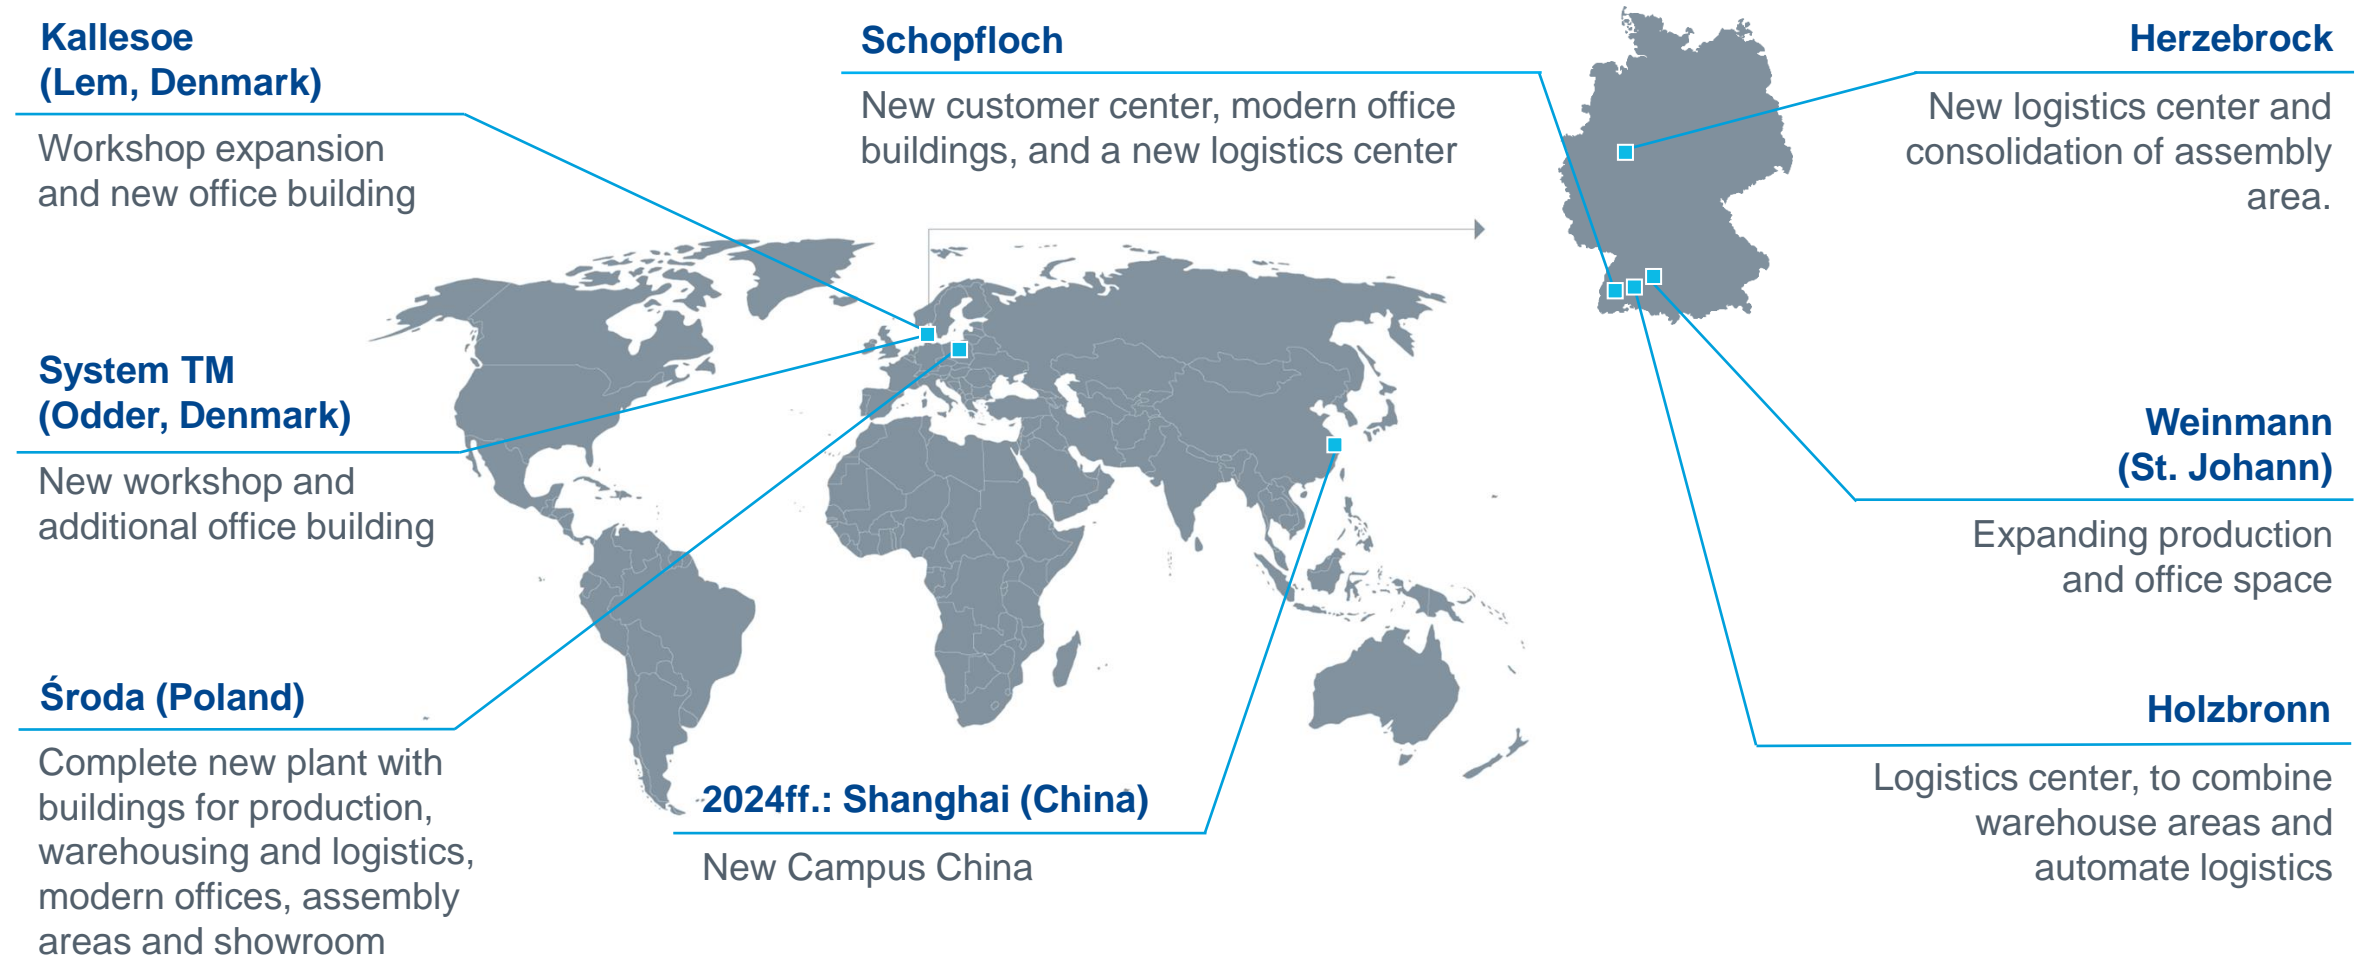 Kallesoe
(Lem, Denmark)
Workshop expansion
and new office building
System TM
(Odder, Denmark)
New workshop and
additional office building
Środa (Poland)
Complete new plant with
buildings for production,
warehousing and logistics,
modern offices, assembly
areas and showroom
Schopfloch
New customer center, modern office
buildings, and a new logistics center
2024ff.: Shanghai (China)
New Campus China
Herzebrock
New logistics center and
consolidation of assembly
area.
Weinmann
(St. Johann)
Expanding production
and office space
Holzbronn
Logistics center, to combine
warehouse areas and
automate logistics